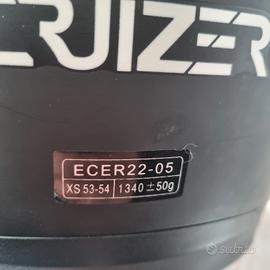 CRUIZER
ECER22-05
XS 53-54 1340 ± 50g
subito